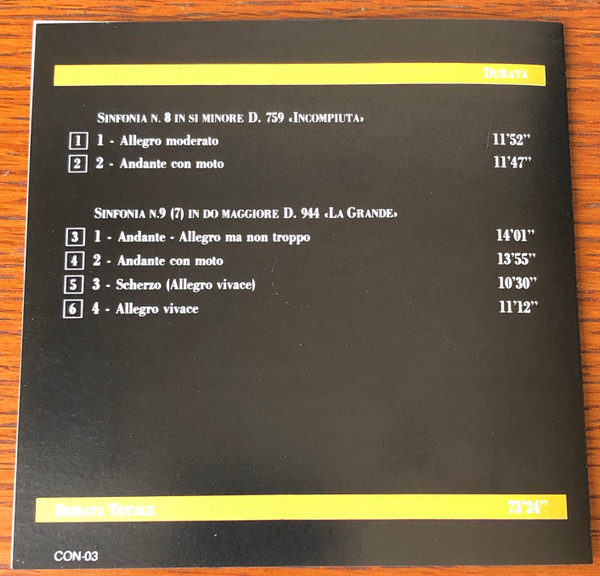 DURATA
SINFONIA N. 8 IN SI MINORE D. 759 «INCOMPIUTA»
1 1 - Allegro moderato 11'52”
2 2 - Andante con moto 11'47”
SINFONIA N.9 (7) IN DO MAGGIORE D. 944 «LA GRANDE»
3 1 - Andante - Allegro ma non troppo 14'01”
4 2 - Andante con moto 13'55”
5 3 - Scherzo (Allegro vivace) 10'30”
6 4 - Allegro vivace 11'12”
DURATA TOTALE 73'24”
CON-03